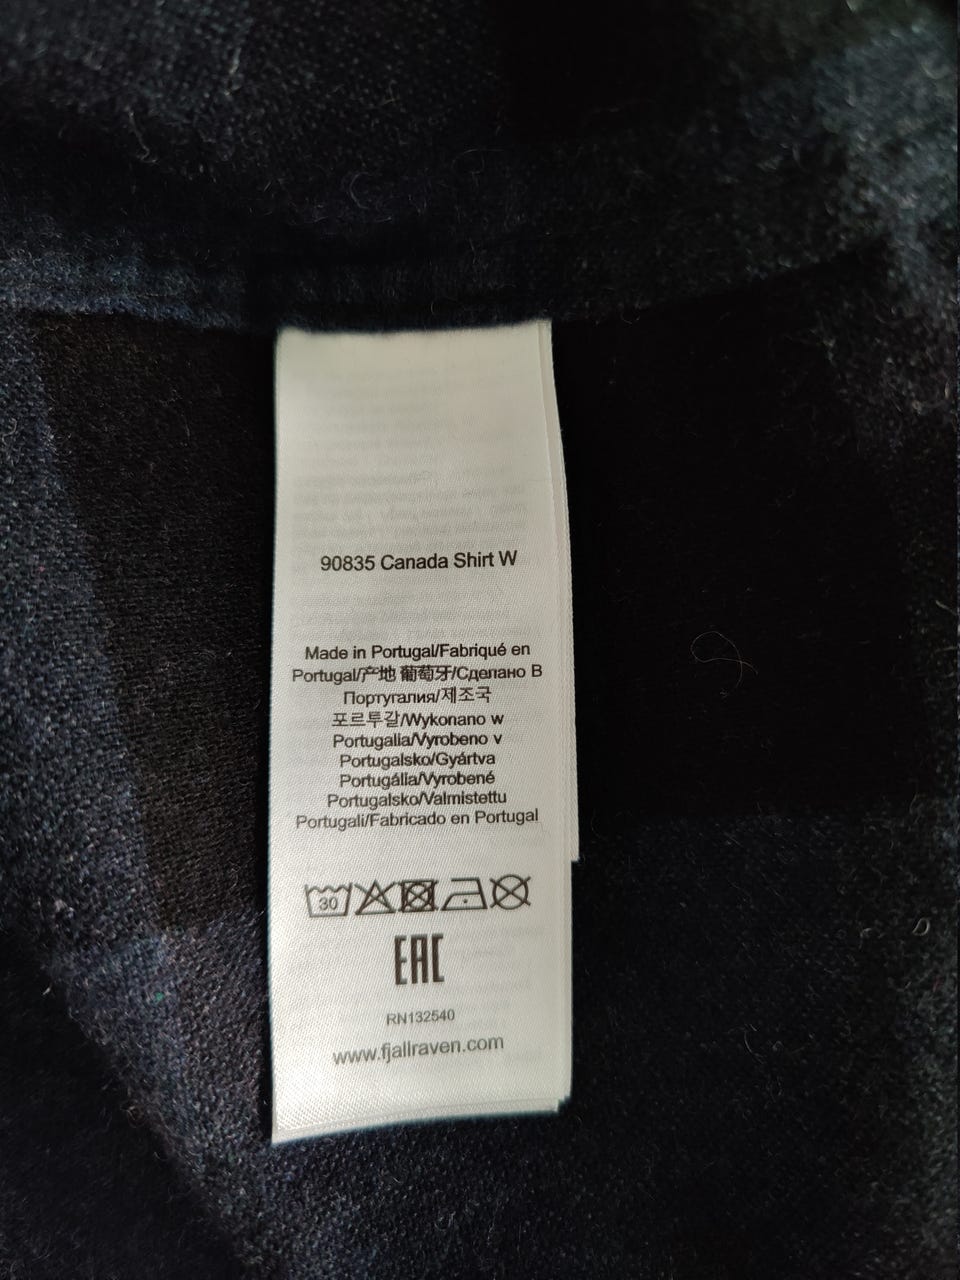 90835 Canada Shirt W
Made in Portugal/Fabriqué en
Portugal/产地 葡萄牙/Сделано В
Португалия/제조국
포르투갈/Wykonano w
Portugalia/Vyrobeno v
Portugalsko/Gyártva
Portugália/Vyrobené
Portugalsko/Valmistettu
Portugali/Fabricado en Portugal
30
EAC
RN132540
www.fjallraven.com